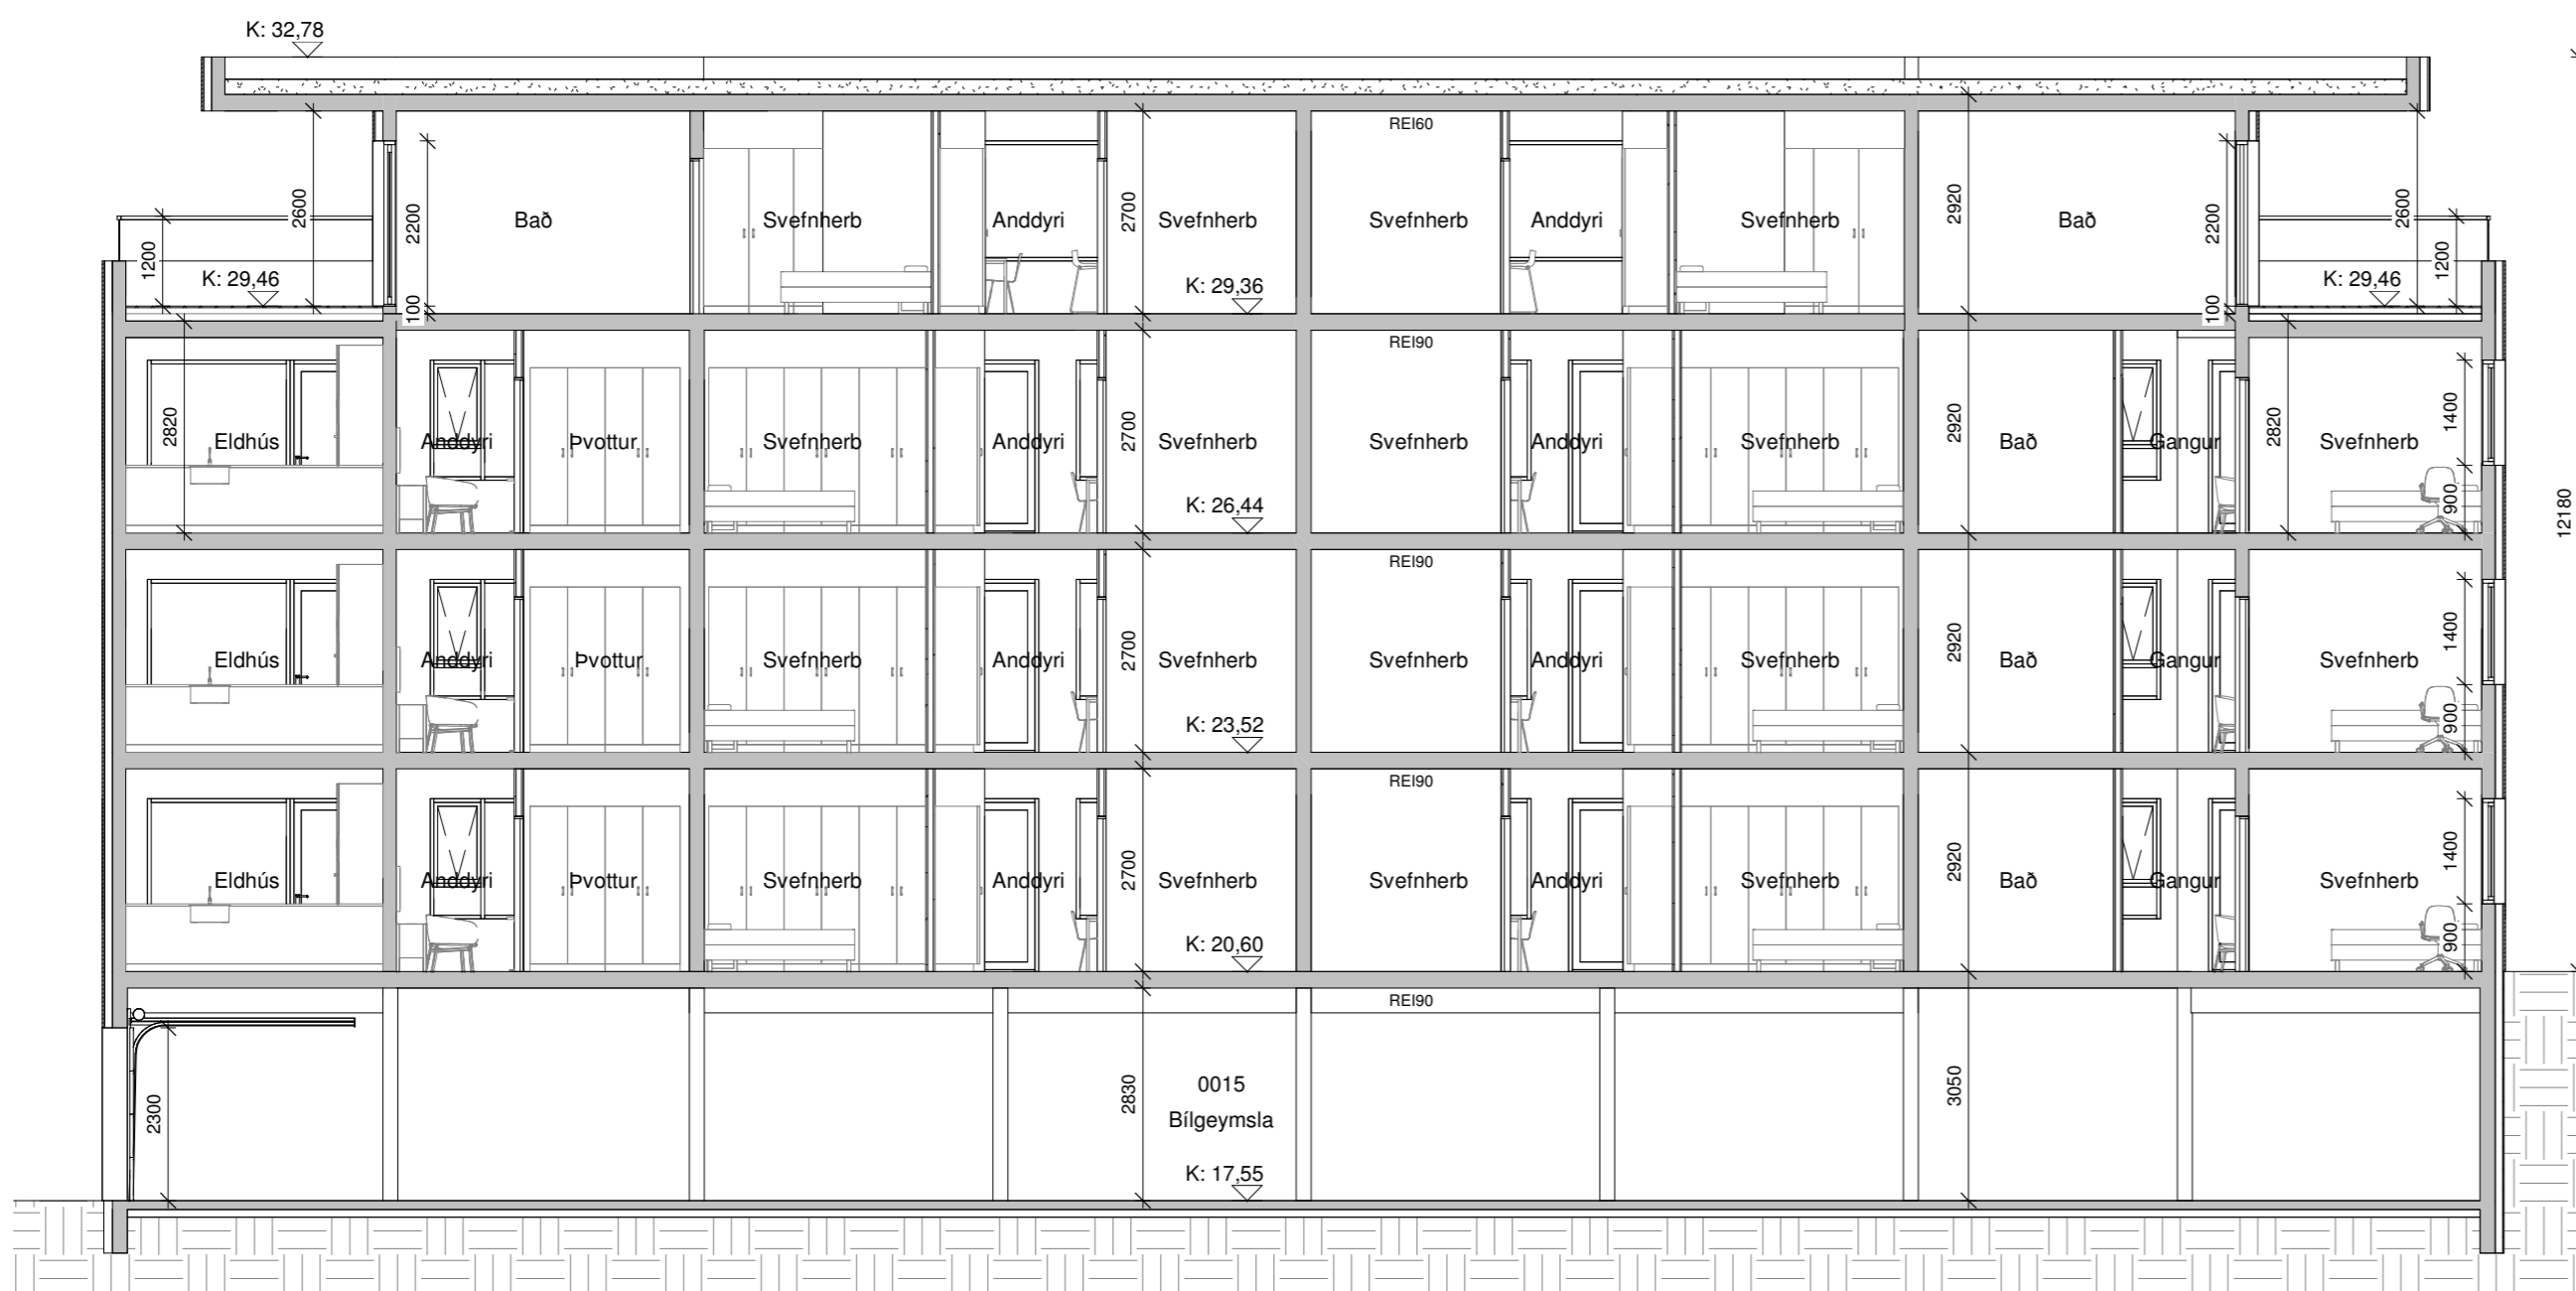 K: 32,78
REI60
2600
2200
Bað
Svefnherb
Anddyri
2700
Svefnherb
Svefnherb
Anddyri
Svefnherb
2920
Bað
2200
2600
1200
K: 29,46
100
K: 29,36
100
K: 29,46
1200
REI90
2820
Eldhús
Anddyri
Þvottur
Svefnherb
Anddyri
2700
Svefnherb
Svefnherb
Anddyri
Svefnherb
2920
Bað
Gangur
2820
Svefnherb
1400
K: 26,44
900
12180
REI90
Eldhús
Anddyri
Þvottur
Svefnherb
Anddyri
2700
Svefnherb
Svefnherb
Anddyri
Svefnherb
2920
Bað
Gangur
Svefnherb
1400
K: 23,52
900
REI90
Eldhús
Anddyri
Þvottur
Svefnherb
Anddyri
2700
Svefnherb
Svefnherb
Anddyri
Svefnherb
2920
Bað
Gangur
Svefnherb
1400
K: 20,60
900
REI90
2300
2830
0015
Bílgeymsla
3050
K: 17,55